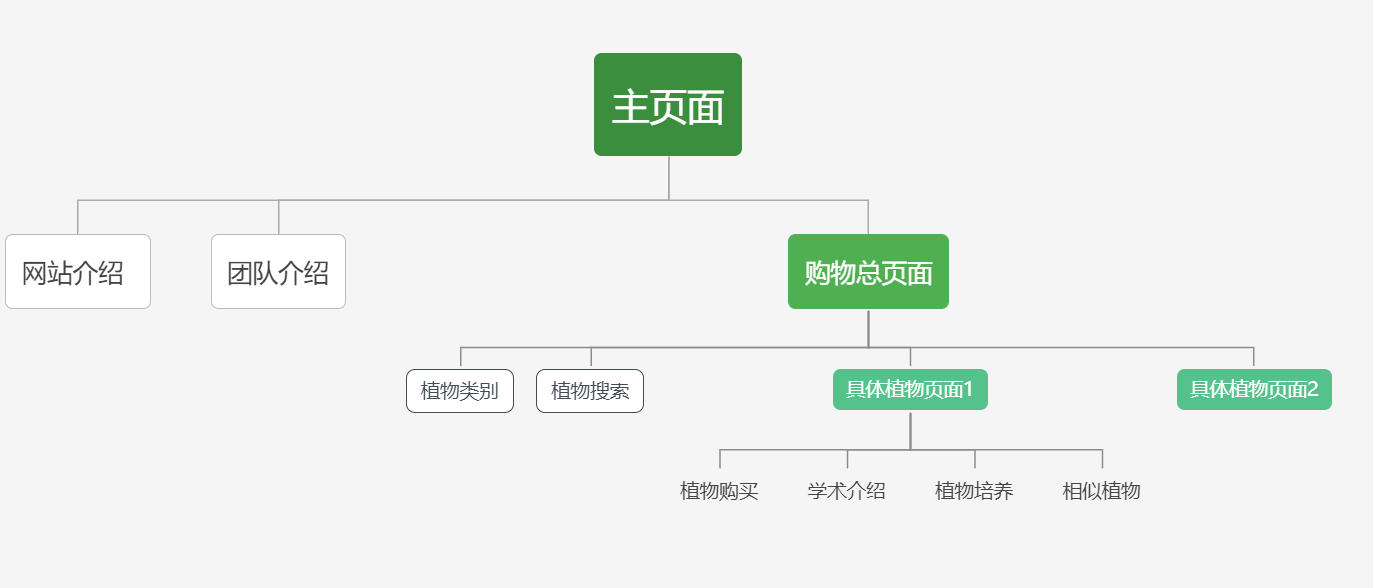 主页面
网站介绍
团队介绍
购物总页面
植物类别
植物搜索
具体植物页面1
具体植物页面2
植物购买
学术介绍
植物培养
相似植物